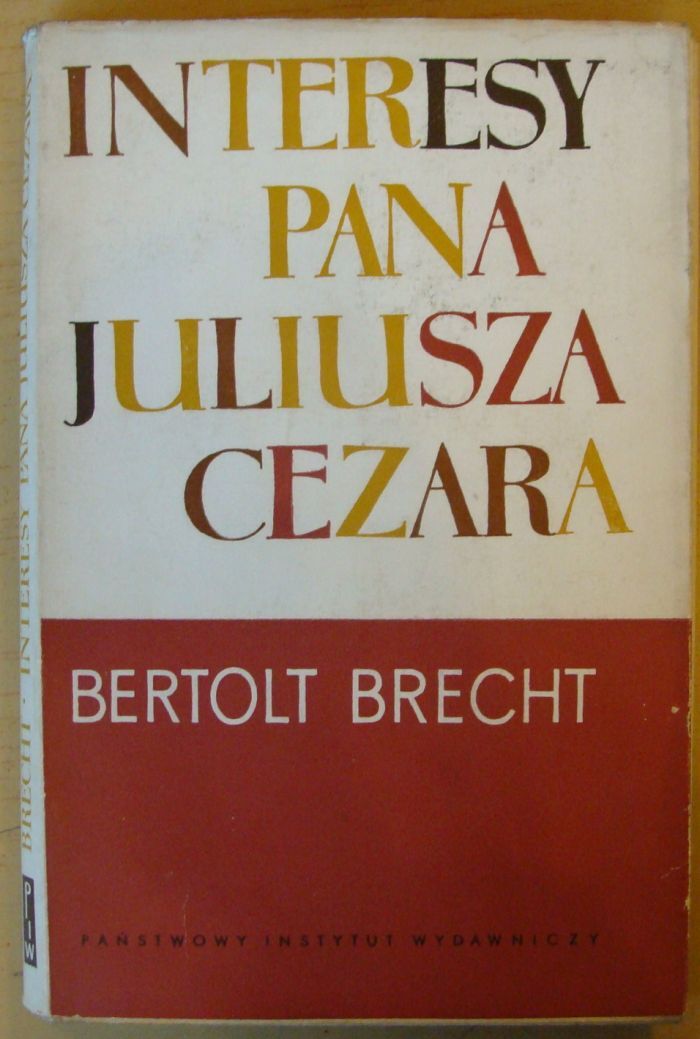 INTERESY
PANA
JULIUSZA
CEZARA
BERTOLT BRECHT
PAŃSTWOWY INSTYTUT WYDAWNICZY
BRECHT · INTERESY PANA JULIUSZA CEZARA
PIW